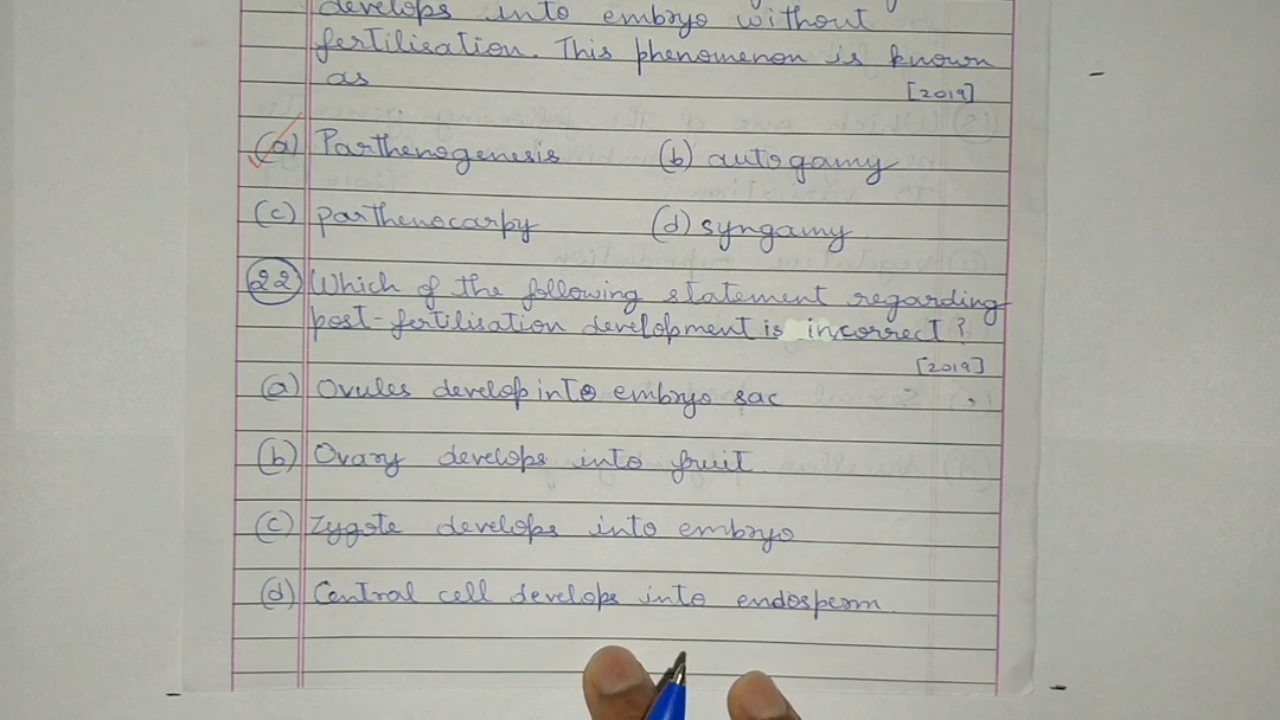 develops into embryo without
fertilisation. This phenomenon is known
as [2019]
(a) Parthenogenesis (b) autogamy
(c) parthenocarpy (d) syngamy
22 Which of the following statement regarding
post-fertilisation development is incorrect?
[2019]
(a) Ovules develop into embryo sac
(b) Ovary develops into fruit
(c) Zygote develops into embryo
(d) Central cell develops into endosperm.